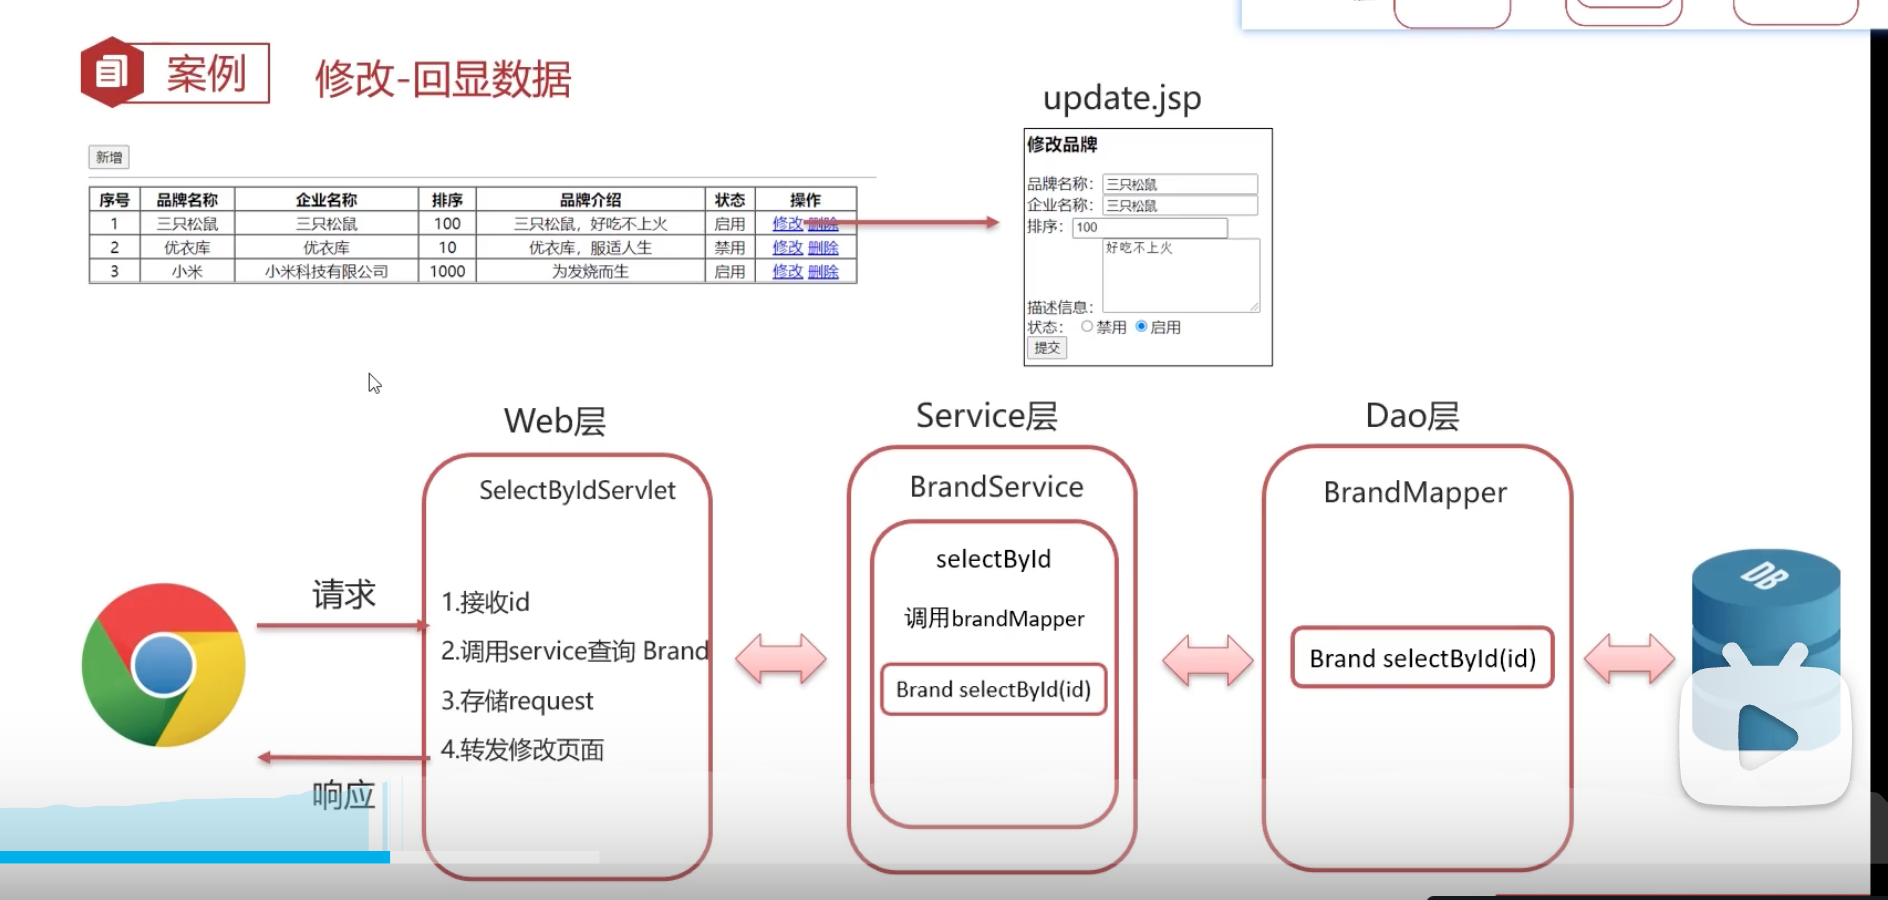 案例
修改-回显数据
update.jsp
新增
序号 品牌名称 企业名称 排序 品牌介绍 状态 操作
1 三只松鼠 三只松鼠 100 三只松鼠，好吃不上火 启用 修改 删除
2 优衣库 优衣库 10 优衣库，服适人生 禁用 修改 删除
3 小米 小米科技有限公司 1000 为发烧而生 启用 修改 删除
修改品牌
品牌名称： 三只松鼠
企业名称： 三只松鼠
排序： 100
好吃不上火
描述信息：
状态： 禁用 启用
提交
Web层
SelectByIdServlet
请求
1.接收id
2.调用service查询 Brand
3.存储request
4.转发修改页面
响应
Service层
BrandService
selectById
调用brandMapper
Brand selectById(id)
Dao层
BrandMapper
Brand selectById(id)
DB